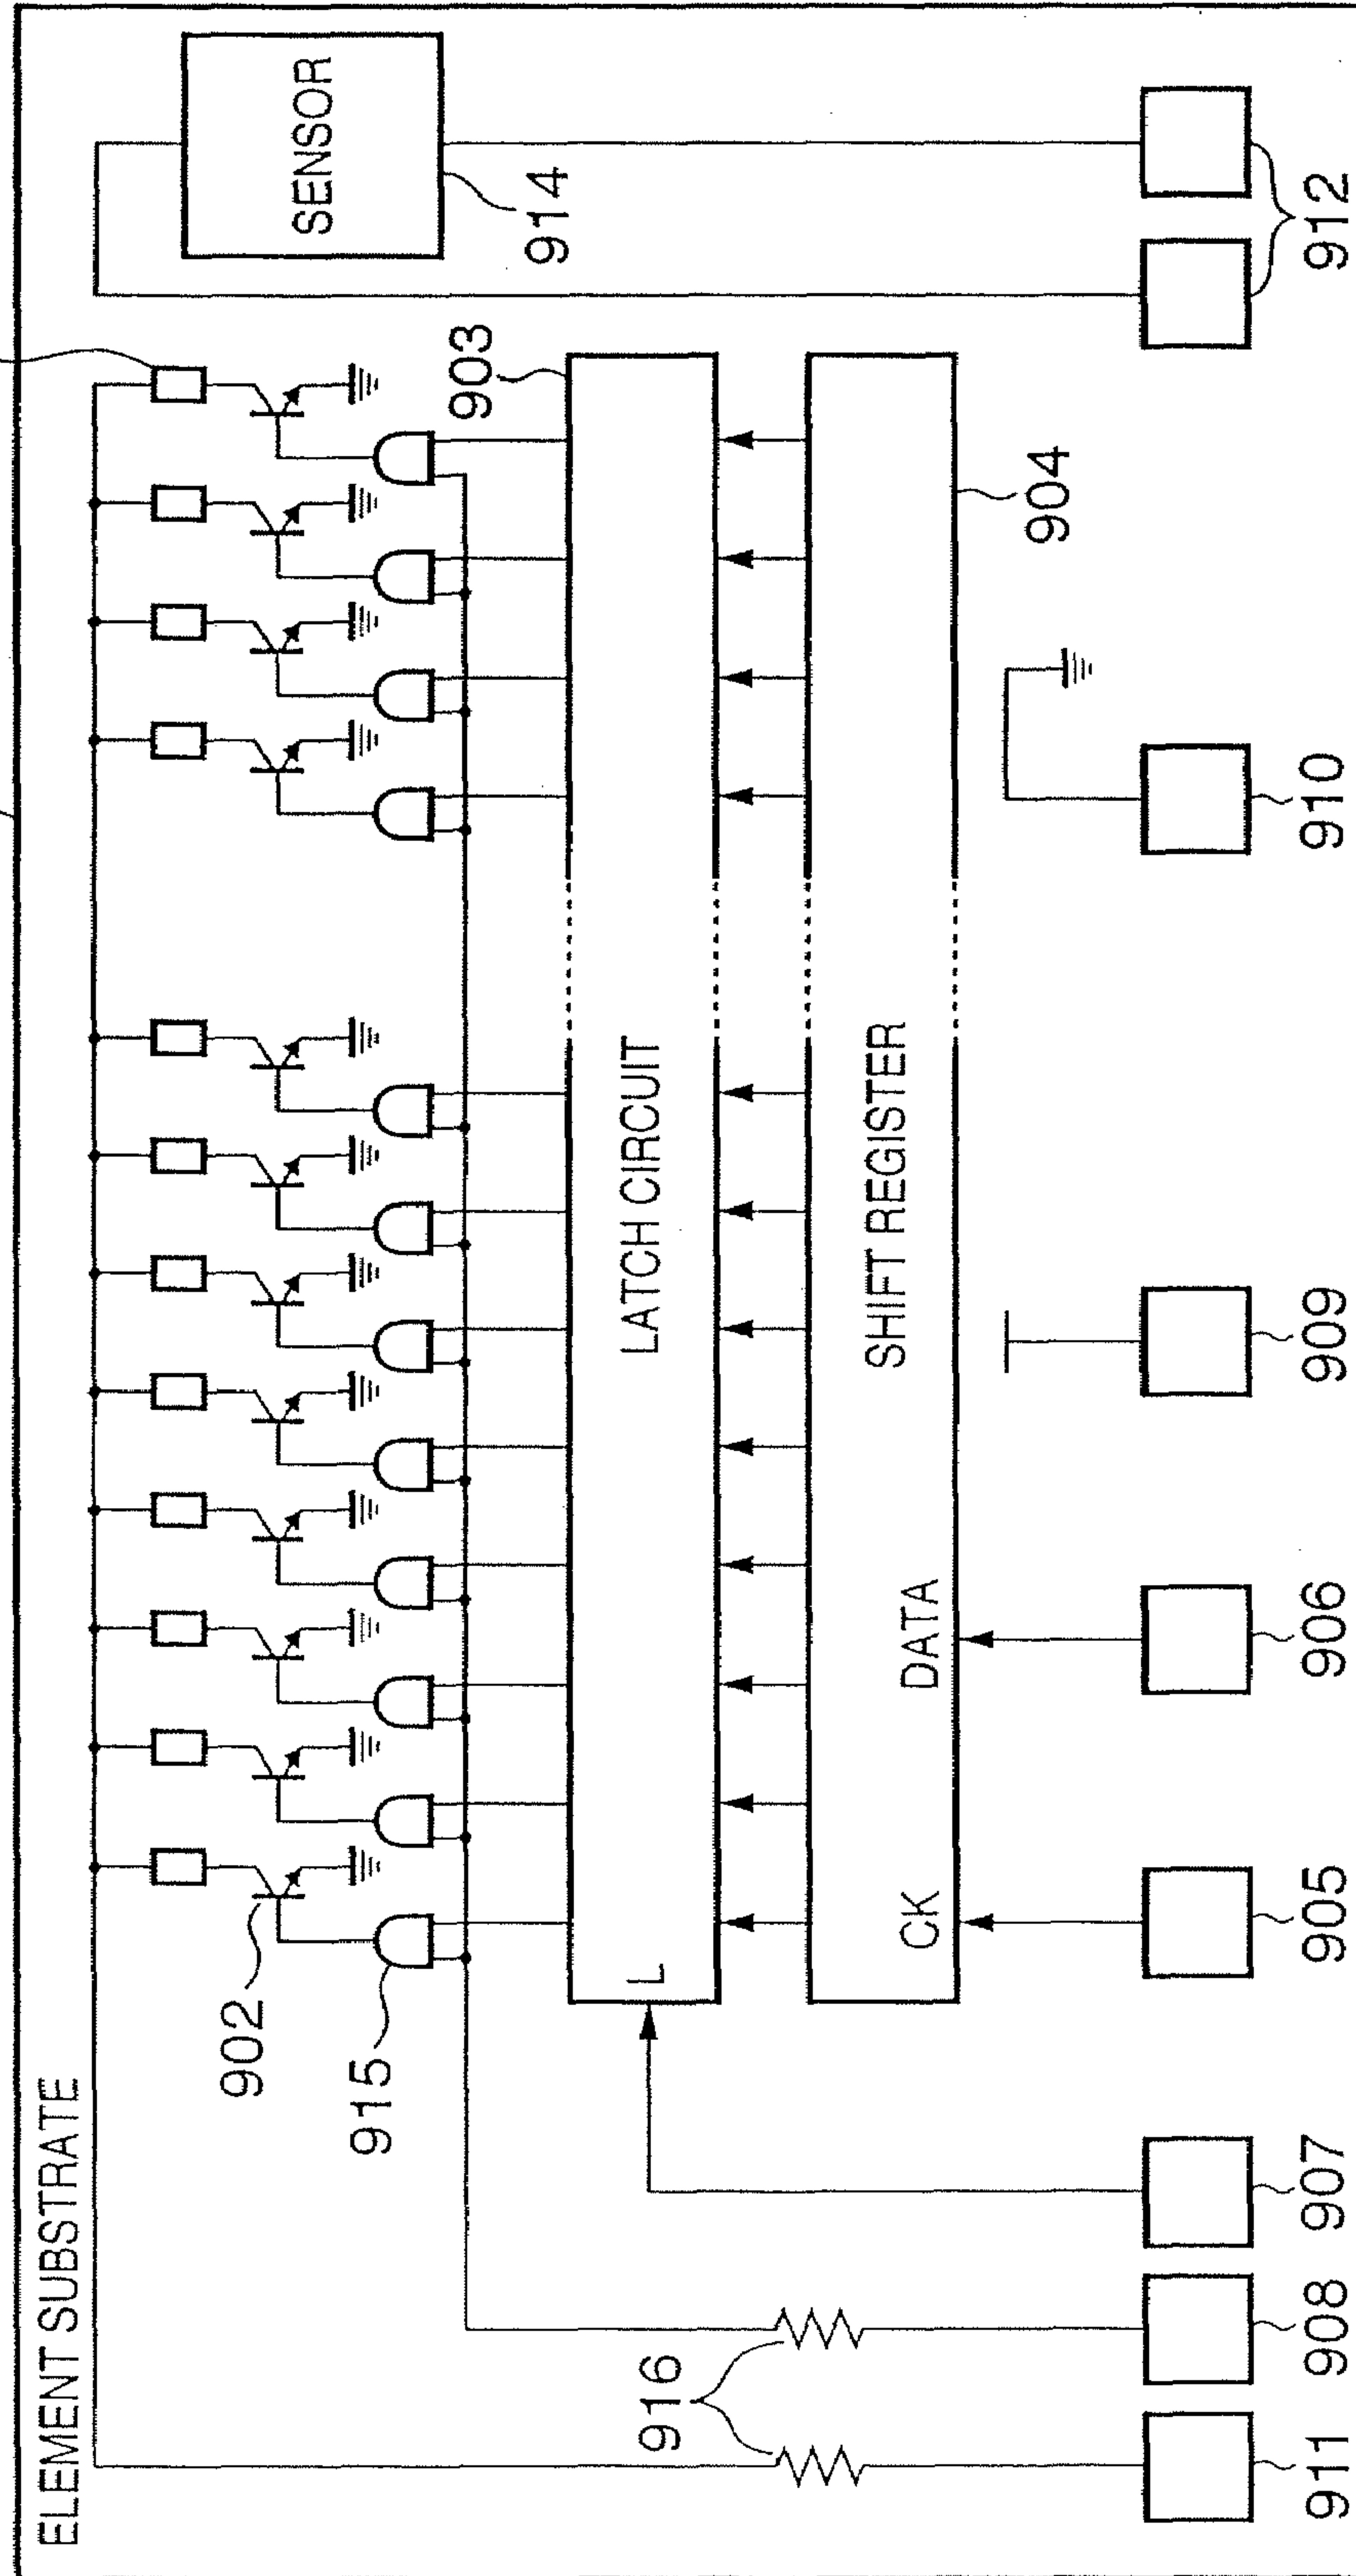 ELEMENT SUBSTRATE
SENSOR
914
902
915
903
LATCH CIRCUIT
L
904
SHIFT REGISTER
CK
DATA
916
911
908
907
905
906
909
910
912